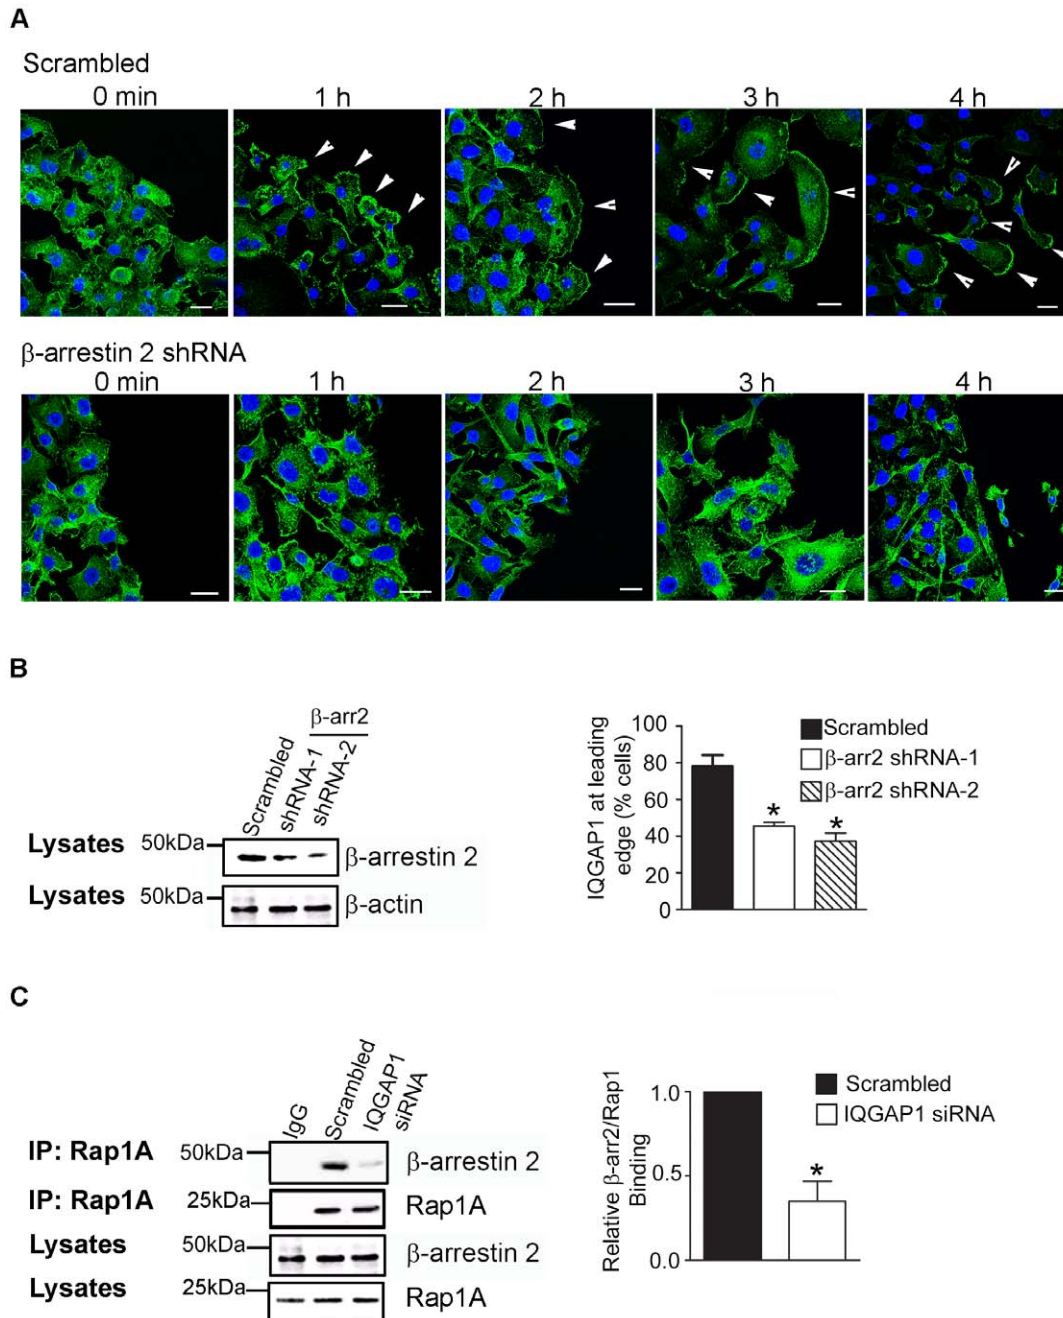 A
Scrambled
0 min 1 h 2 h 3 h 4 h
β-arrestin 2 shRNA
0 min 1 h 2 h 3 h 4 h
B
β-arr2
Scrambled
shRNA-1
shRNA-2
Lysates 50kDa β-arrestin 2
Lysates 50kDa β-actin
IQGAP1 at leading
edge (% cells)
100
80
60
40
20
0
* *
Scrambled
β-arr2 shRNA-1
β-arr2 shRNA-2
C
IgG
Scrambled
IQGAP1
siRNA
IP: Rap1A 50kDa β-arrestin 2
IP: Rap1A 25kDa Rap1A
Lysates 50kDa β-arrestin 2
Lysates 25kDa Rap1A
Relative β-arr2/Rap1
Binding
1.0
0.5
0.0
*
Scrambled
IQGAP1 siRNA